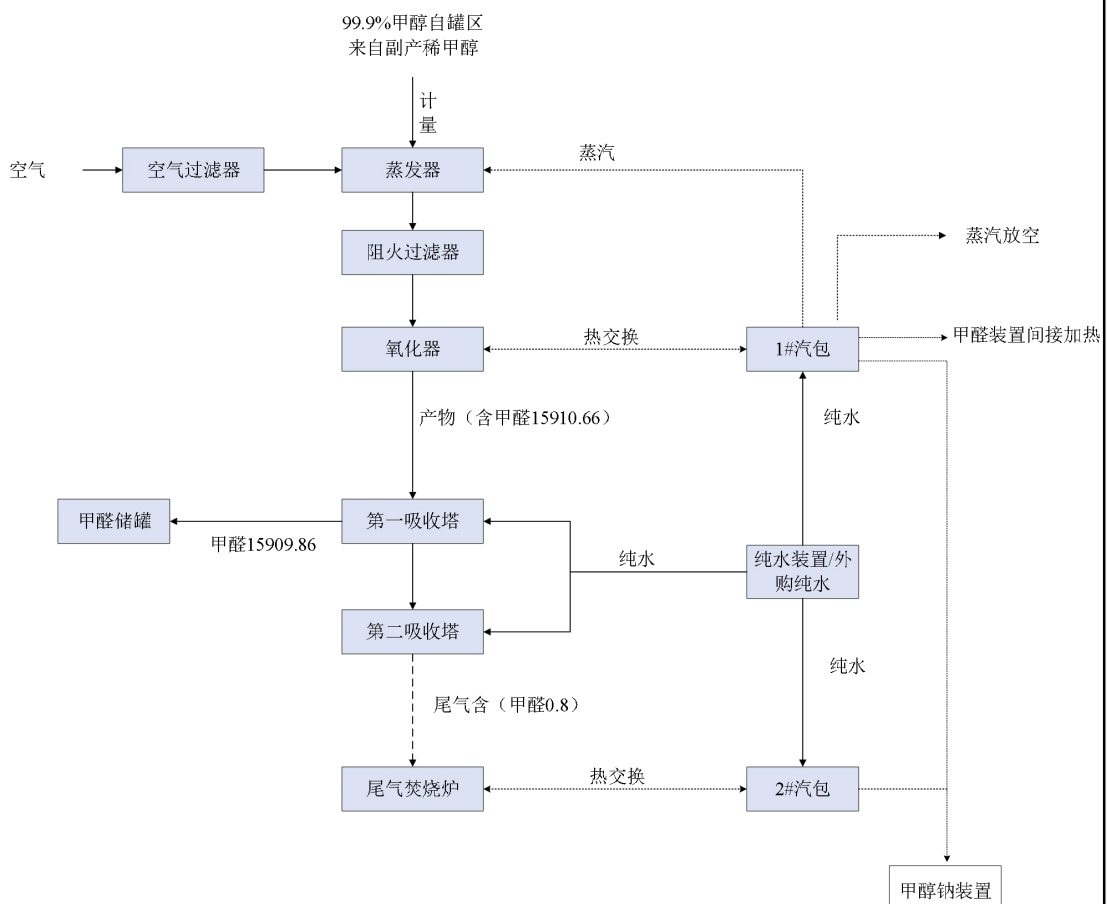 99.9%甲醇自罐区
来自副产稀甲醇
计
量
空气
空气过滤器
蒸发器
蒸汽
阻火过滤器
蒸汽放空
氧化器
热交换
1#汽包
甲醛装置间接加热
产物（含甲醛15910.66）
纯水
甲醛储罐
甲醛15909.86
第一吸收塔
纯水
纯水装置/外
购纯水
第二吸收塔
纯水
尾气含（甲醛0.8）
尾气焚烧炉
热交换
2#汽包
甲醇钠装置